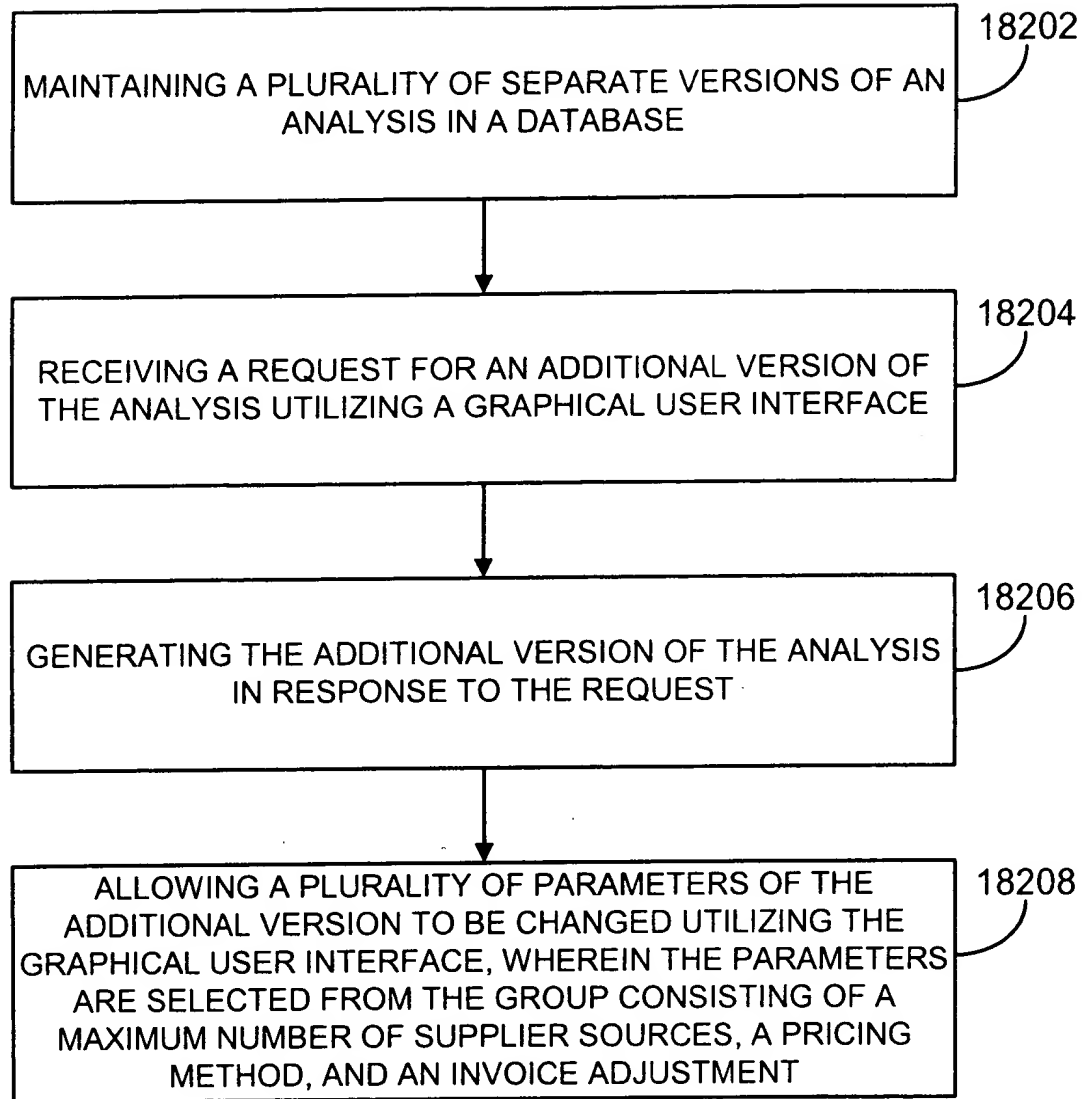 18202
MAINTAINING A PLURALITY OF SEPARATE VERSIONS OF AN
ANALYSIS IN A DATABASE
18204
RECEIVING A REQUEST FOR AN ADDITIONAL VERSION OF
THE ANALYSIS UTILIZING A GRAPHICAL USER INTERFACE
18206
GENERATING THE ADDITIONAL VERSION OF THE ANALYSIS
IN RESPONSE TO THE REQUEST
18208
ALLOWING A PLURALITY OF PARAMETERS OF THE
ADDITIONAL VERSION TO BE CHANGED UTILIZING THE
GRAPHICAL USER INTERFACE, WHEREIN THE PARAMETERS
ARE SELECTED FROM THE GROUP CONSISTING OF A
MAXIMUM NUMBER OF SUPPLIER SOURCES, A PRICING
METHOD, AND AN INVOICE ADJUSTMENT